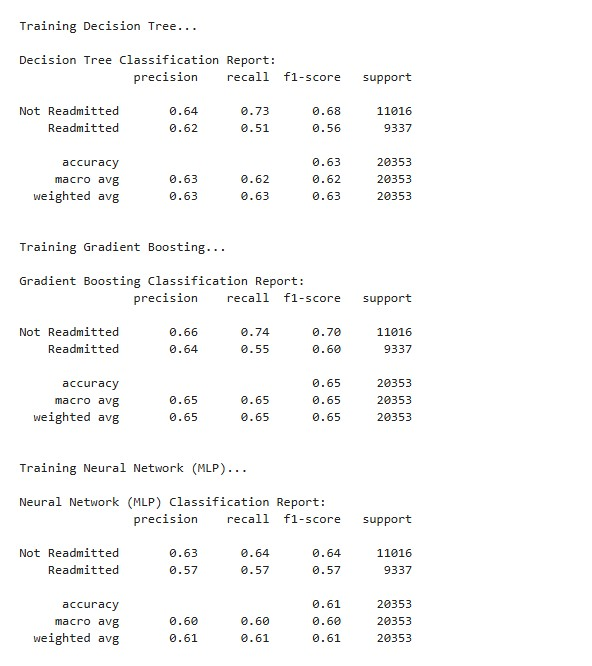 Training Decision Tree...
Decision Tree Classification Report:
precision recall f1-score support
Not Readmitted 0.64 0.73 0.68 11016
Readmitted 0.62 0.51 0.56 9337
accuracy 0.63 20353
macro avg 0.63 0.62 0.62 20353
weighted avg 0.63 0.63 0.63 20353
Training Gradient Boosting...
Gradient Boosting Classification Report:
precision recall f1-score support
Not Readmitted 0.66 0.74 0.70 11016
Readmitted 0.64 0.55 0.60 9337
accuracy 0.65 20353
macro avg 0.65 0.65 0.65 20353
weighted avg 0.65 0.65 0.65 20353
Training Neural Network (MLP)...
Neural Network (MLP) Classification Report:
precision recall f1-score support
Not Readmitted 0.63 0.64 0.64 11016
Readmitted 0.57 0.57 0.57 9337
accuracy 0.61 20353
macro avg 0.60 0.60 0.60 20353
weighted avg 0.61 0.61 0.61 20353